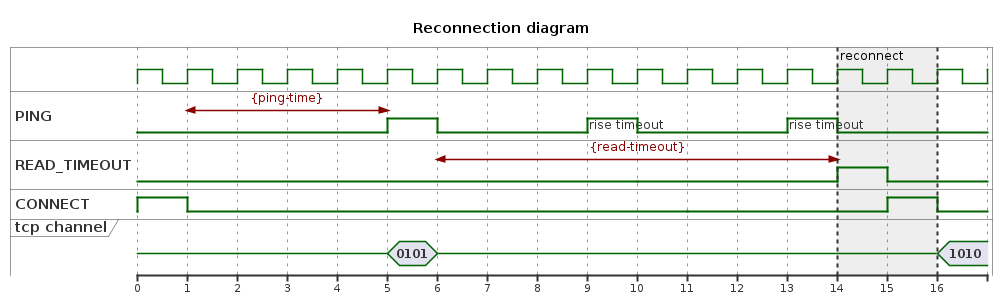 Reconnection diagram
reconnect
{ping-time}
PING
rise timeout rise timeout
{read-timeout}
READ_TIMEOUT
CONNECT
tcp channel
0101 1010
0 1 2 3 4 5 6 7 8 9 10 11 12 13 14 15 16